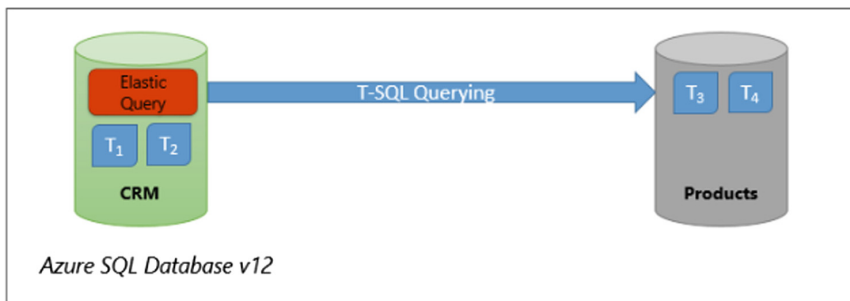 Elastic
Query
T-SQL Querying
T₁ T₂
T₃ T₄
CRM
Products
Azure SQL Database v12